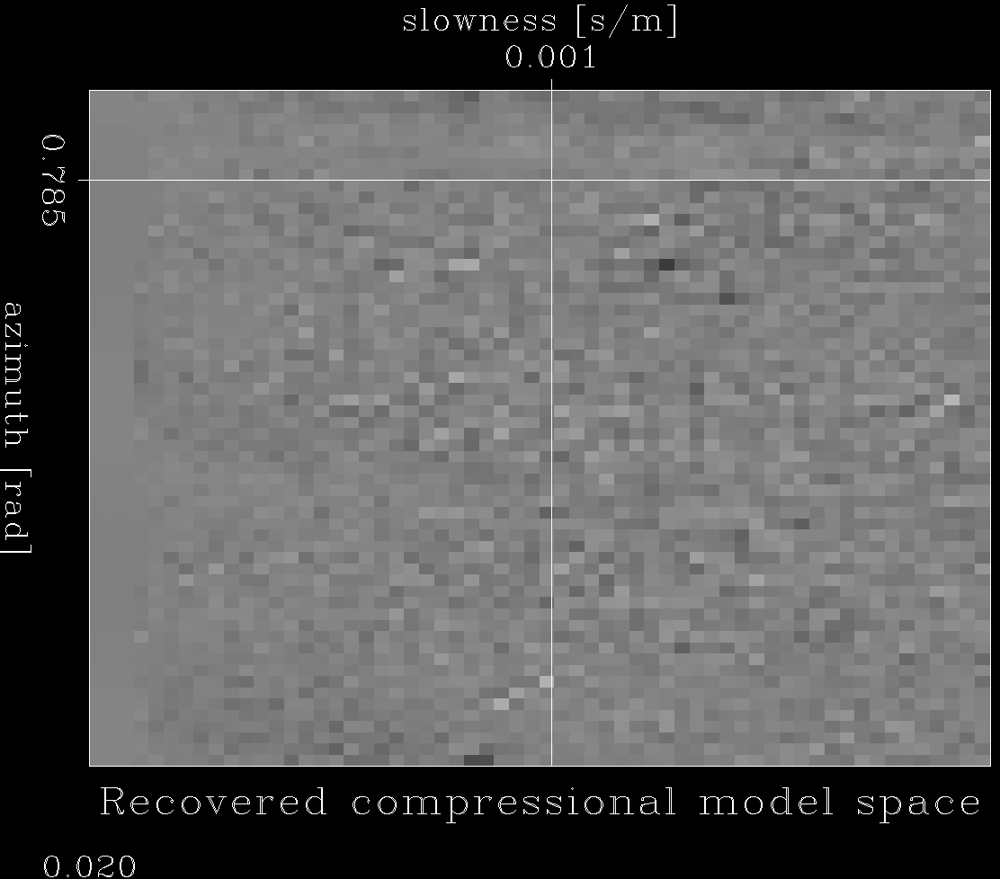 slowness [s/m]
0.001
0.785
azimuth [rad]
Recovered compressional model space
0.020